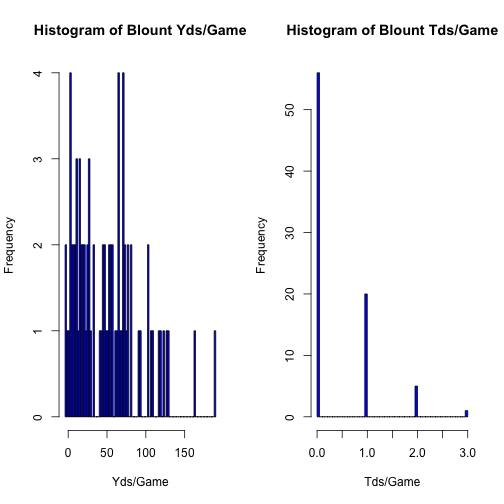 Histogram of Blount Yds/Game
Frequency
0
1
2
3
4
0 50 100 150
Yds/Game
Histogram of Blount Tds/Game
Frequency
0
10
20
30
40
50
0.0 1.0 2.0 3.0
Tds/Game